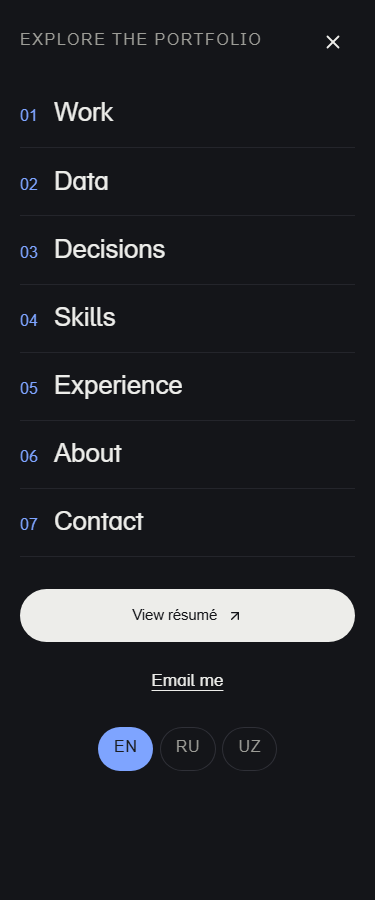 EXPLORE THE PORTFOLIO
01 Work
02 Data
03 Decisions
04 Skills
05 Experience
06 About
07 Contact
View résumé
Email me
EN RU UZ